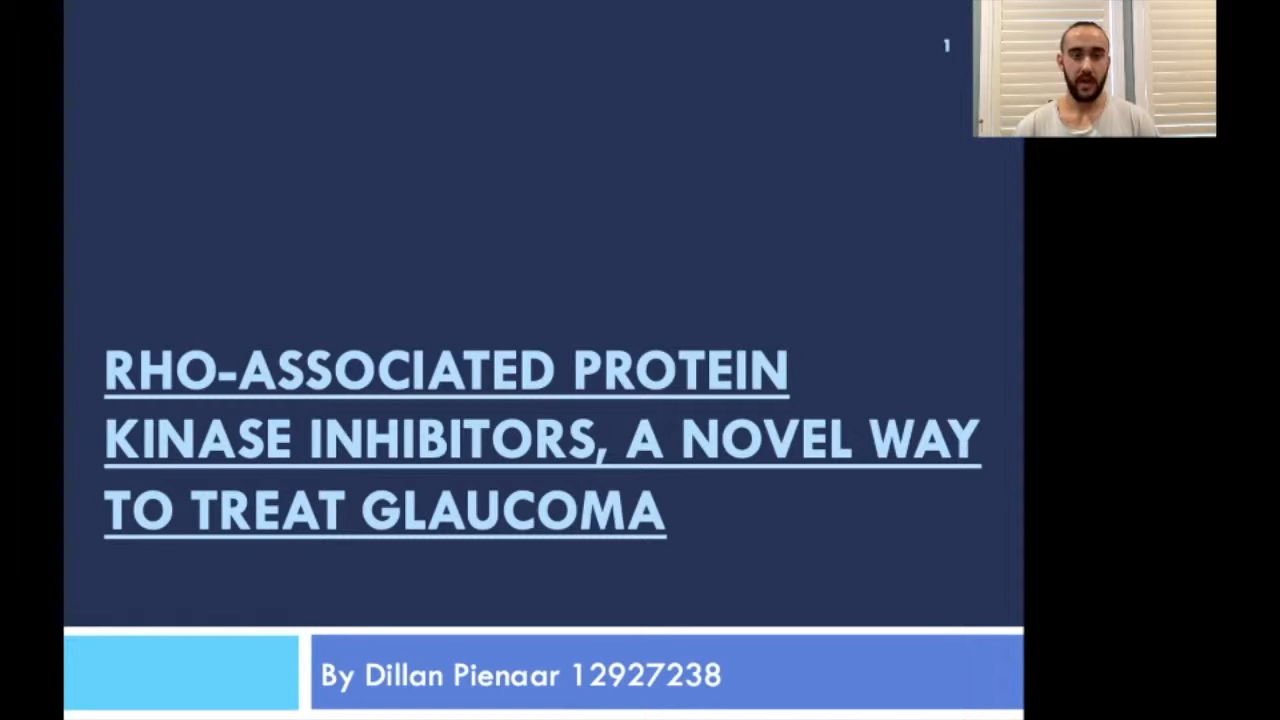 1
RHO-ASSOCIATED PROTEIN
KINASE INHIBITORS, A NOVEL WAY
TO TREAT GLAUCOMA
By Dillan Pienaar 12927238